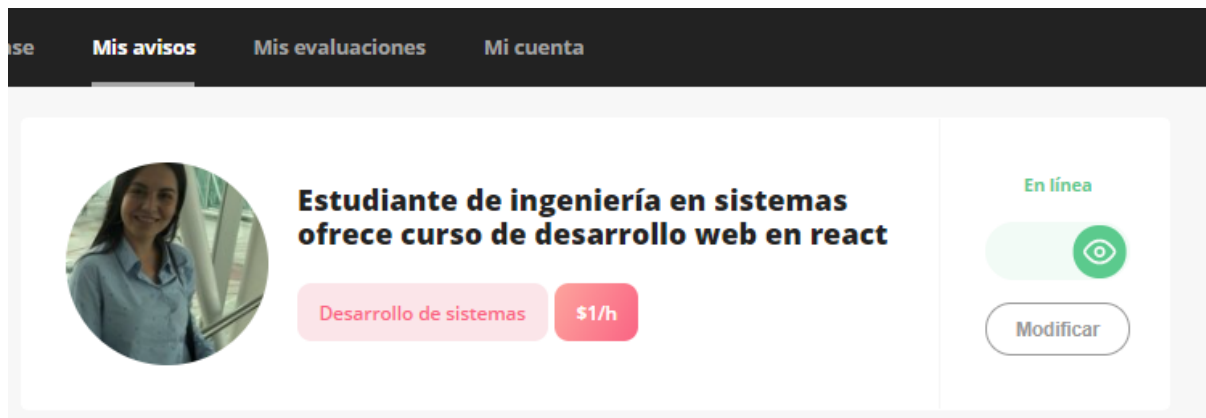 Mis avisos Mis evaluaciones Mi cuenta
Estudiante de ingeniería en sistemas
ofrece curso de desarrollo web en react
Desarrollo de sistemas $1/h
En línea
Modificar